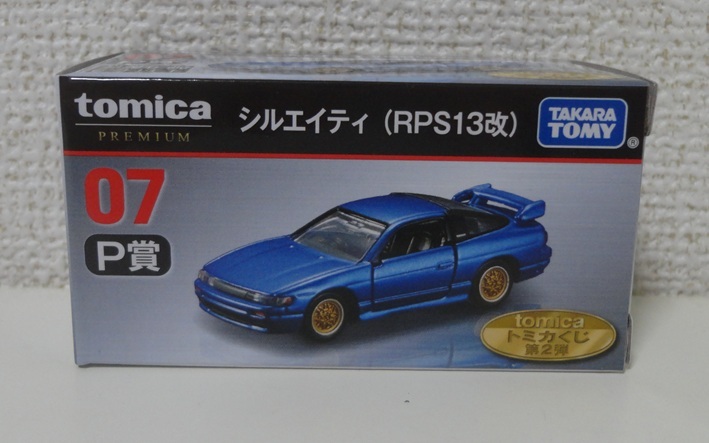 tomica
PREMIUM
シルエイティ（RPS13改）
TAKARA
TOMY
®
07
P賞
tomica
トミカくじ
第2弾